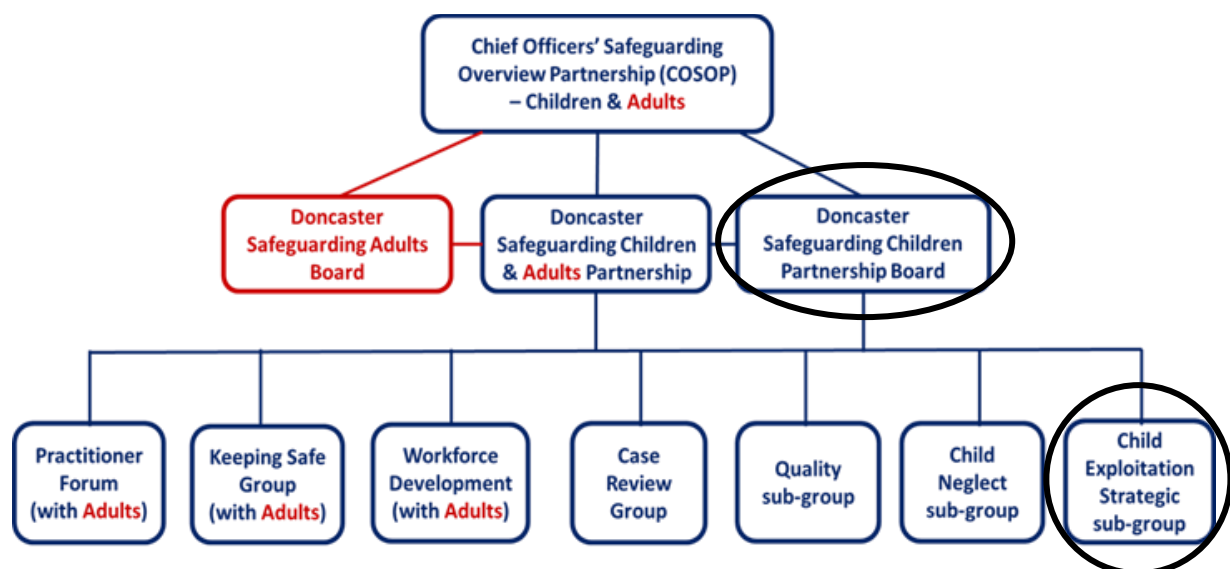 Chief Officers’ Safeguarding
Overview Partnership (COSOP)
– Children & Adults
Doncaster
Safeguarding Adults
Board
Doncaster
Safeguarding Children
& Adults Partnership
Doncaster
Safeguarding Children
Partnership Board
Practitioner
Forum
(with Adults)
Keeping Safe
Group
(with Adults)
Workforce
Development
(with Adults)
Case
Review
Group
Quality
sub-group
Child
Neglect
sub-group
Child
Exploitation
Strategic
sub-group